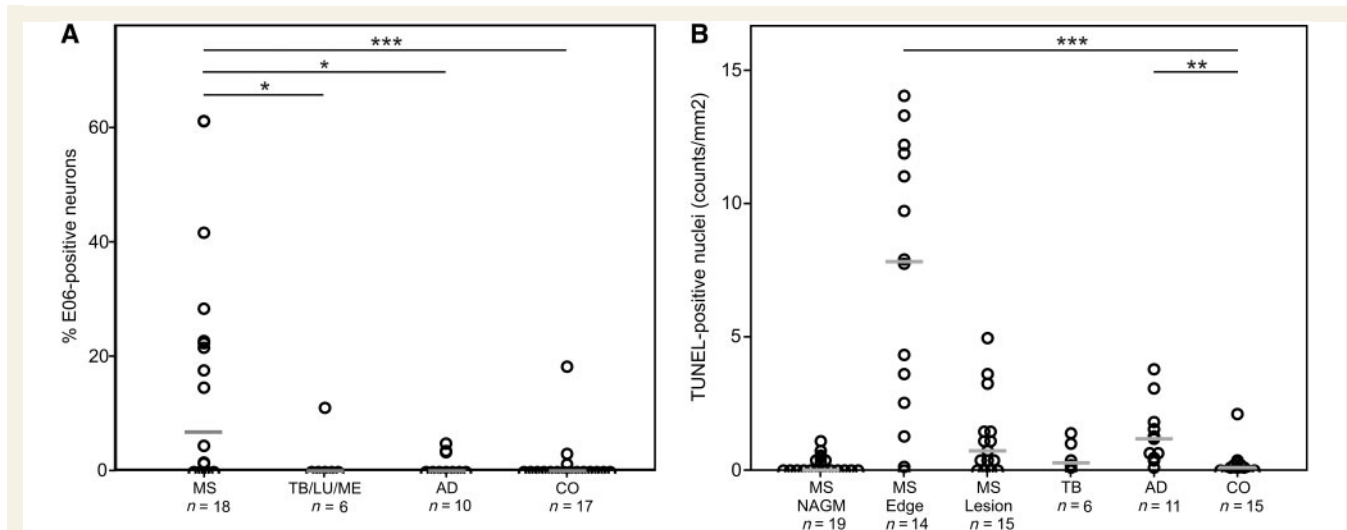 A
***
*
*
% E06-positive neurons
60
40
20
0
MS
n = 18
TB/LU/ME
n = 6
AD
n = 10
CO
n = 17
B
***
**
TUNEL-positive nuclei (counts/mm2)
15
10
5
0
MS
NAGM
n = 19
MS
Edge
n = 14
MS
Lesion
n = 15
TB
n = 6
AD
n = 11
CO
n = 15